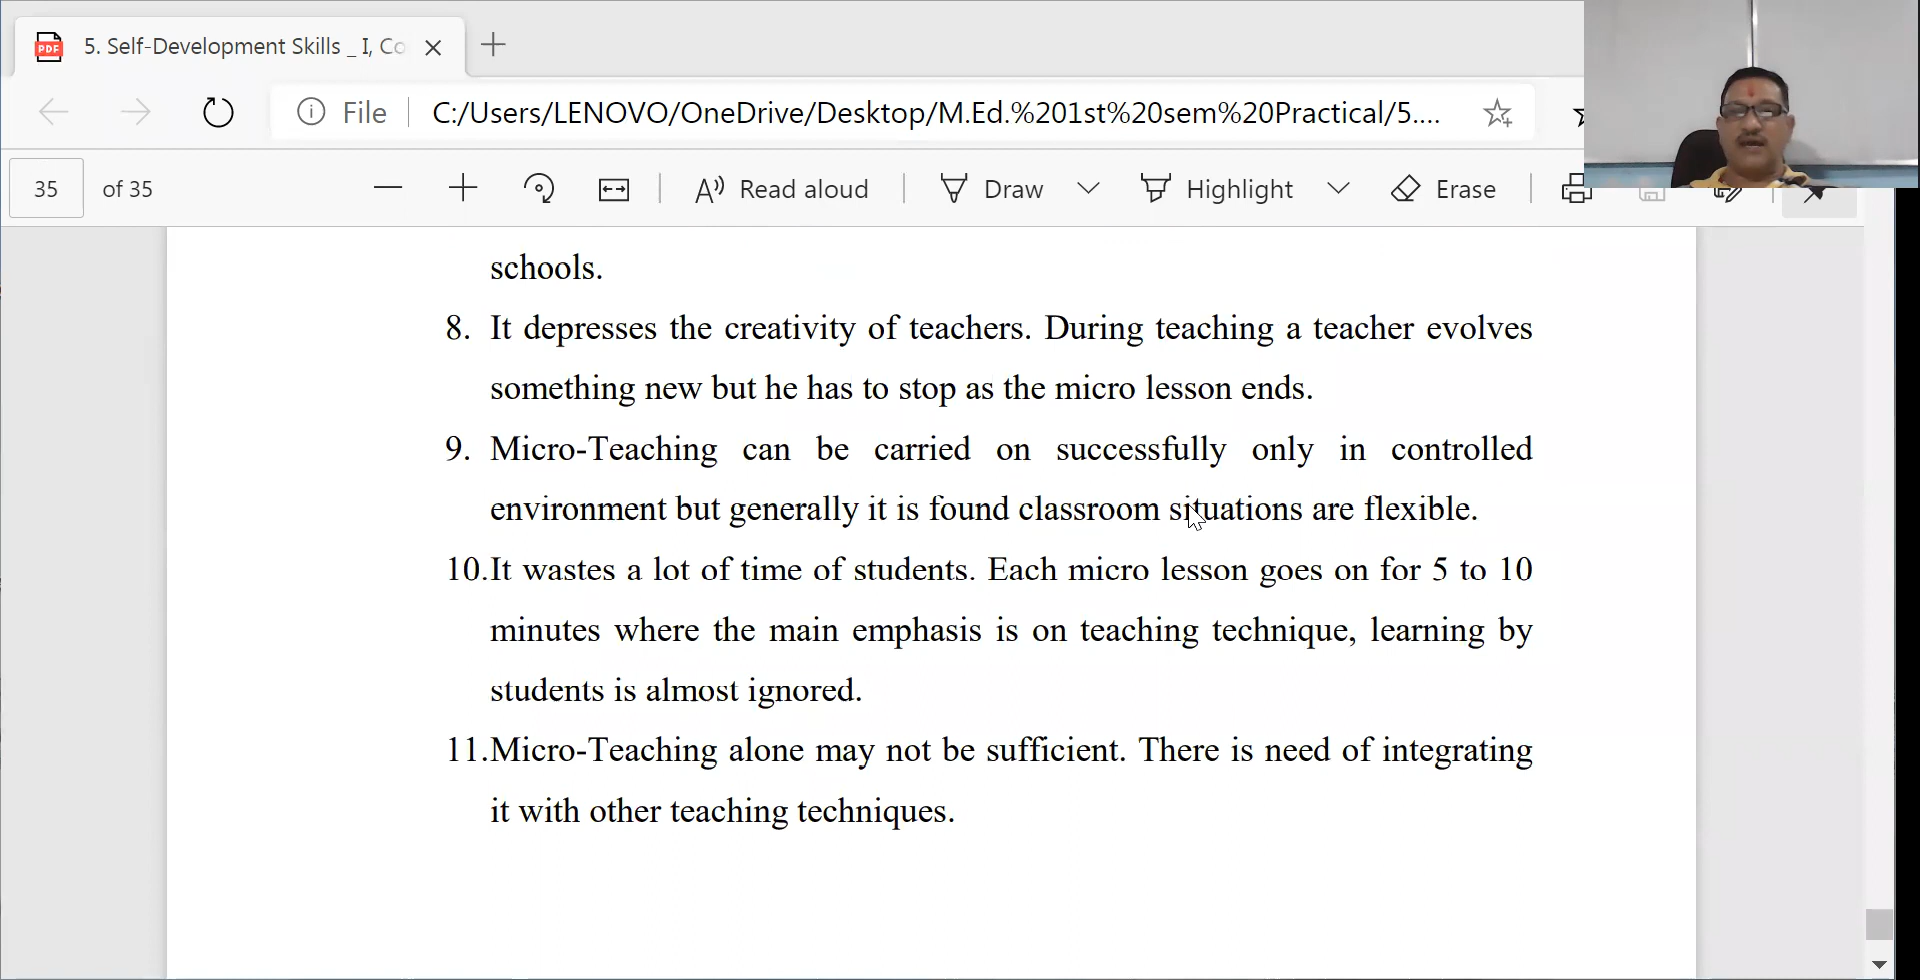 5. Self-Development Skills _ I, Co
File
C:/Users/LENOVO/OneDrive/Desktop/M.Ed.%201st%20sem%20Practical/5....
35 of 35
Read aloud
Draw
Highlight
Erase
schools.
8. It depresses the creativity of teachers. During teaching a teacher evolves
something new but he has to stop as the micro lesson ends.
9. Micro-Teaching can be carried on successfully only in controlled
environment but generally it is found classroom situations are flexible.
10.It wastes a lot of time of students. Each micro lesson goes on for 5 to 10
minutes where the main emphasis is on teaching technique, learning by
students is almost ignored.
11.Micro-Teaching alone may not be sufficient. There is need of integrating
it with other teaching techniques.